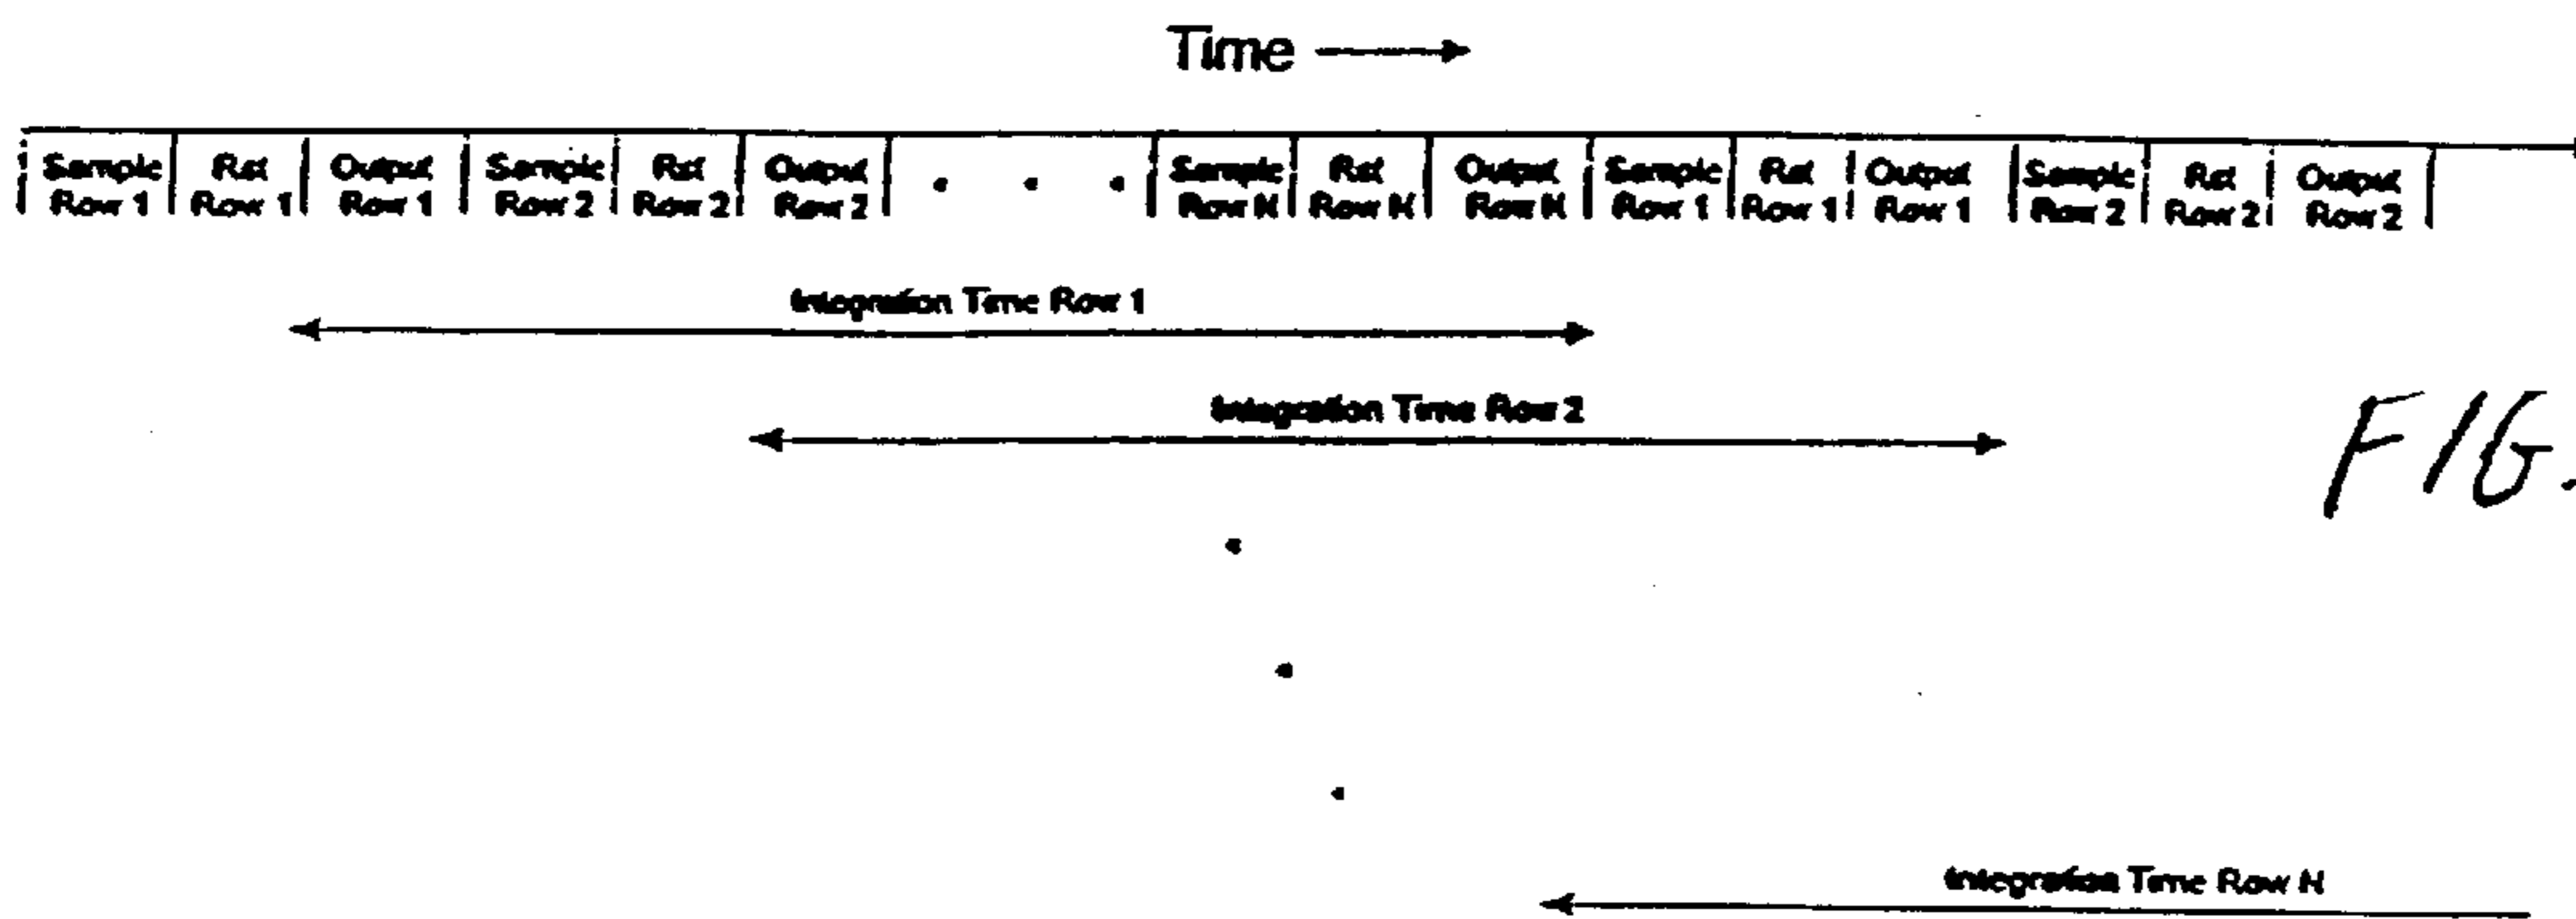 Time
Sample Rst Output Sample Rst Output Sample Rst Output Sample Rst Output Sample Rst Output
Row 1 Row 1 Row 1 Row 2 Row 2 Row 2 Row N Row N Row N Row 1 Row 1 Row 1 Row 2 Row 2 Row 2
Integration Time Row 1
Integration Time Row 2
FIG.
Integration Time Row N